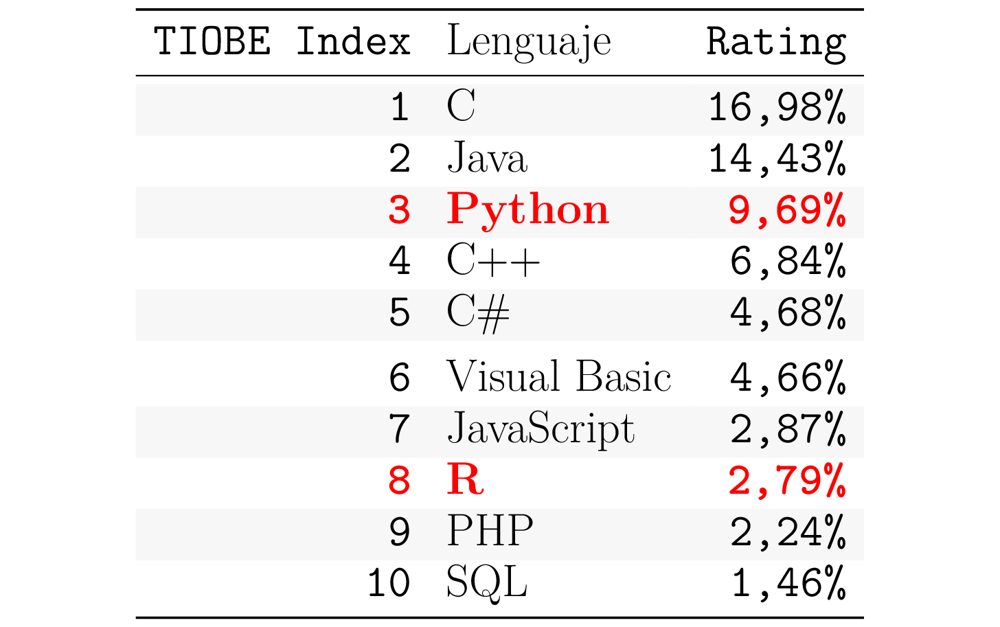 TIOBE Index Lenguaje Rating
1 C 16,98%
2 Java 14,43%
3 Python 9,69%
4 C++ 6,84%
5 C# 4,68%
6 Visual Basic 4,66%
7 JavaScript 2,87%
8 R 2,79%
9 PHP 2,24%
10 SQL 1,46%